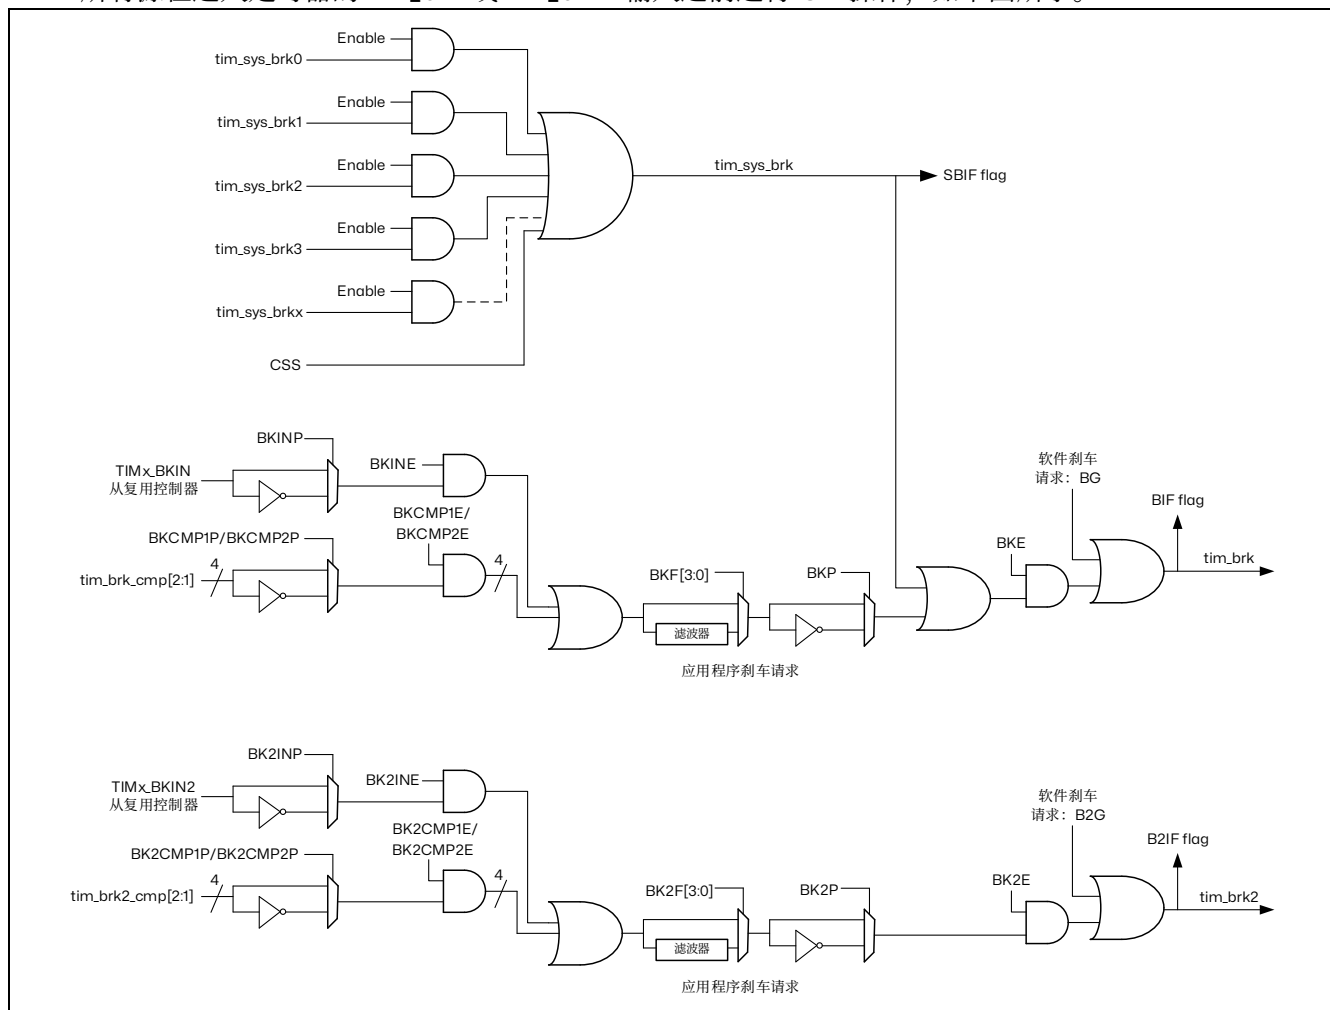 Enable
tim_sys_brk0
Enable
tim_sys_brk1
Enable
tim_sys_brk2
Enable
tim_sys_brk3
Enable
tim_sys_brkx
CSS
tim_sys_brk
SBIF flag
BKINP
TIMx_BKIN
从复用控制器
BKINE
BKCMP1E/
BKCMP2E
BKCMP1P/BKCMP2P
4
tim_brk_cmp[2:1]
4
BKF[3:0]
滤波器
BKP
应用程序刹车请求
BKE
软件刹车
请求：BG
BIF flag
tim_brk
BK2INP
TIMx_BKIN2
从复用控制器
BK2INE
BK2CMP1E/
BK2CMP2E
BK2CMP1P/BK2CMP2P
4
tim_brk2_cmp[2:1]
4
BK2F[3:0]
滤波器
BK2P
应用程序刹车请求
BK2E
软件刹车
请求：B2G
B2IF flag
tim_brk2